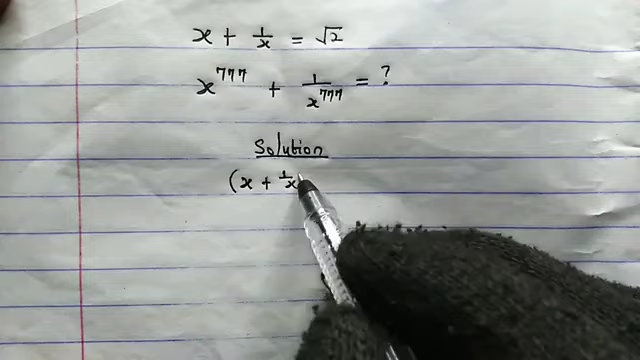 x + 1/x = √2
x^777 + 1/x^777 = ?
Solution
(x + 1/x